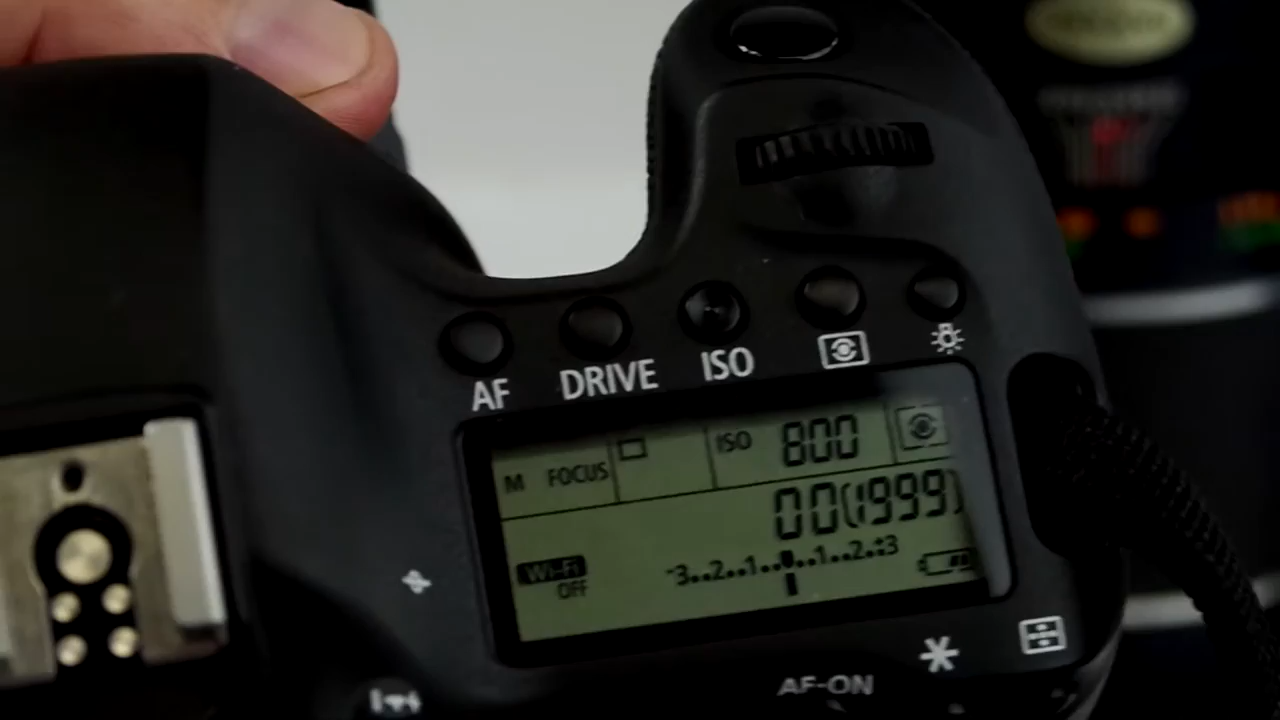 AF DRIVE ISO
M FOCUS ISO 800
00(1999)
Wi-Fi -3..2..1..0..1..2..+3
OFF
AF-ON